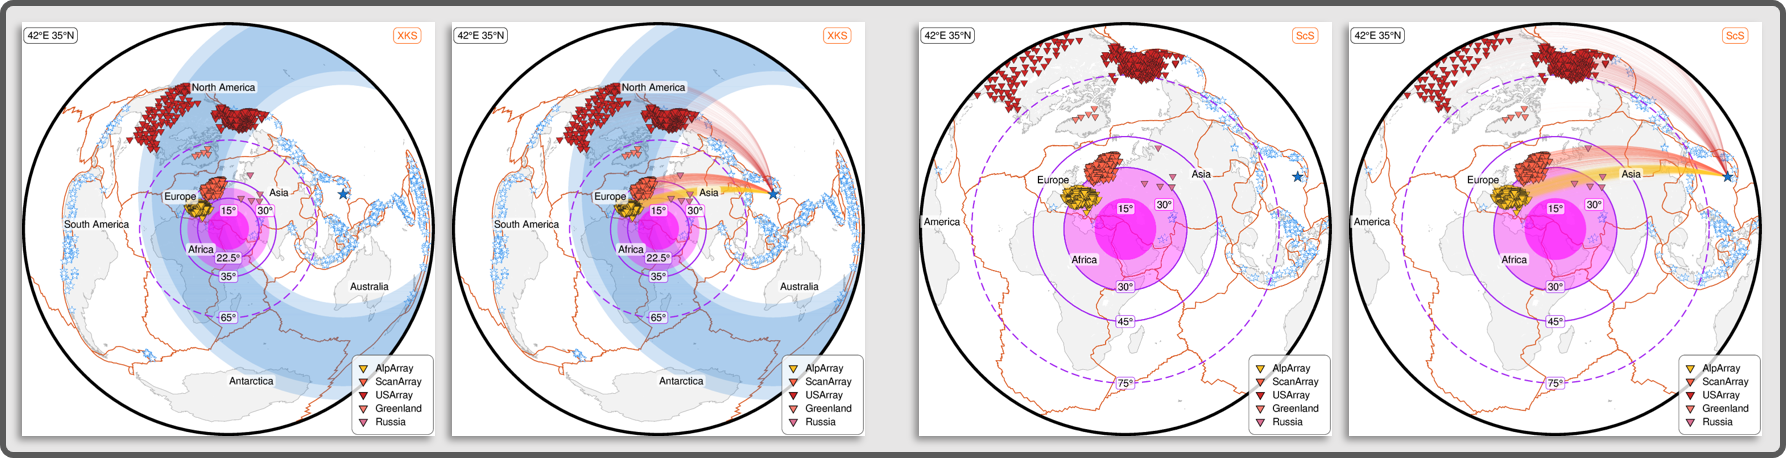 42°E 35°N
XKS
North America
Europe
Asia
15°
30°
South America
Africa
22.5°
35°
Australia
65°
Antarctica
AlpArray
ScanArray
USArray
Greenland
Russia
42°E 35°N
XKS
North America
Europe
Asia
15°
30°
South America
Africa
22.5°
35°
Australia
65°
Antarctica
AlpArray
ScanArray
USArray
Greenland
Russia
42°E 35°N
ScS
Europe
Asia
15°
30°
America
Africa
30°
45°
75°
AlpArray
ScanArray
USArray
Greenland
Russia
42°E 35°N
ScS
Europe
Asia
15°
30°
America
Africa
30°
45°
75°
AlpArray
ScanArray
USArray
Greenland
Russia